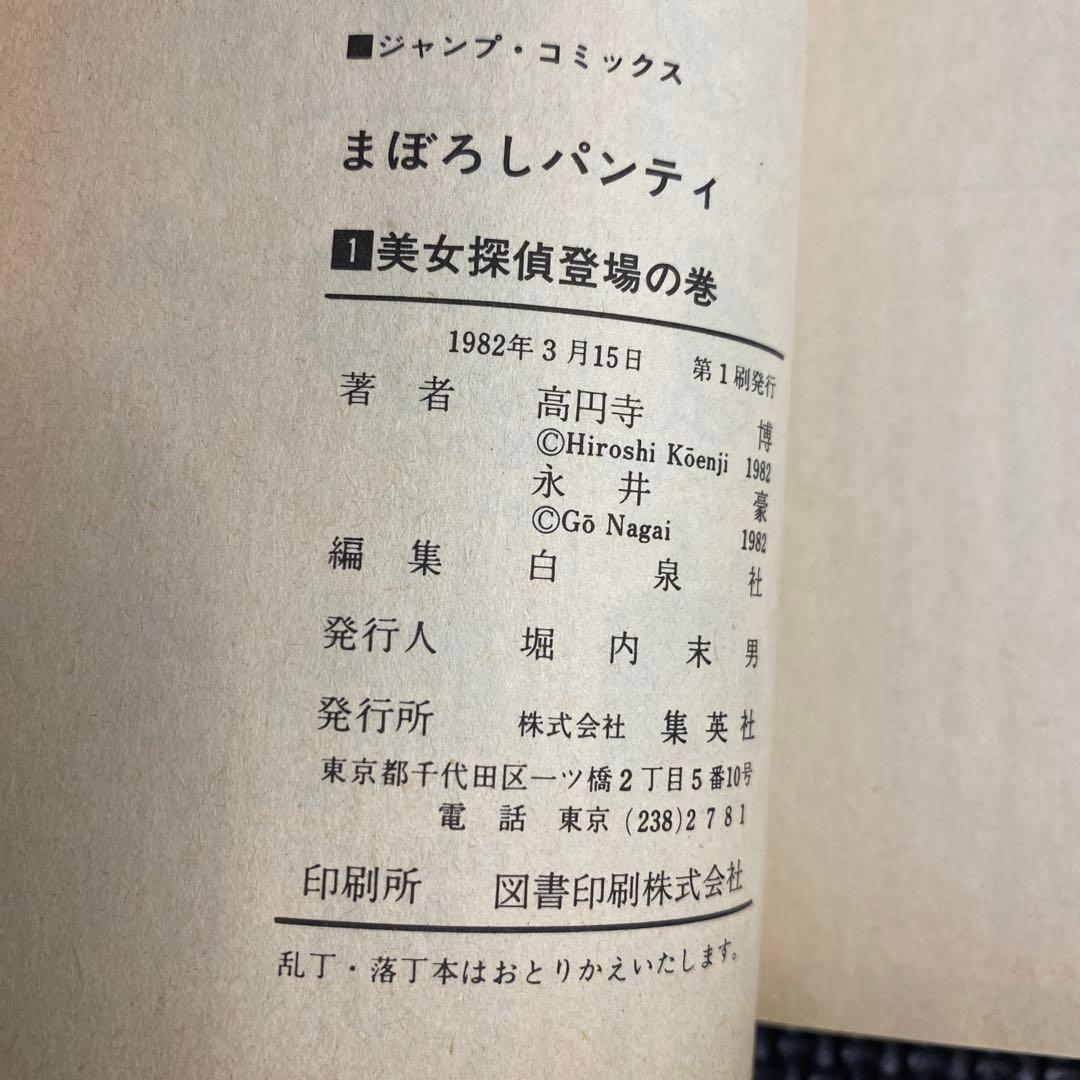 ■ジャンプ・コミックス
まぼろしパンティ
1美女探偵登場の巻
1982年3月15日 第1刷発行
著者 高円寺 博
©Hiroshi Kōenji 1982
永井 豪
©Gō Nagai 1982
編集 白泉社
発行人 堀内末男
発行所 株式会社 集英社
東京都千代田区一ツ橋2丁目5番10号
電話 東京(238)2781
印刷所 図書印刷株式会社
乱丁・落丁本はおとりかえいたします。